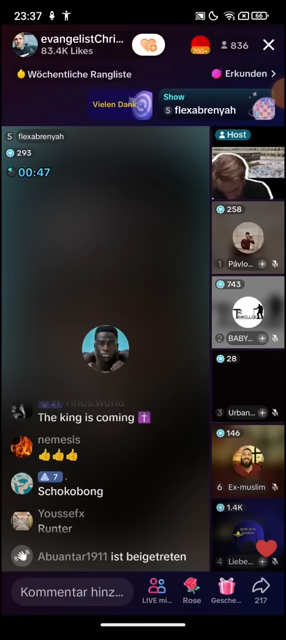 23:37
66
evangelistChri...
83.4K Likes
700+
836
Wöchentliche Rangliste
Erkunden
Vielen Dank
Show
5 flexabrenyah
5 flexabrenyah
293
00:47
Host
258
1 Pávlo...
743
2 BABY...
28
3 Urban...
146
6 Ex-muslim
1.4K
4 Liebe...
The king is coming
nemesis
7 .
Schokobong
Youssefx
Runter
Abuantar1911 ist beigetreten
Kommentar hinz...
LIVE mi...
Rose
Gesche...
217